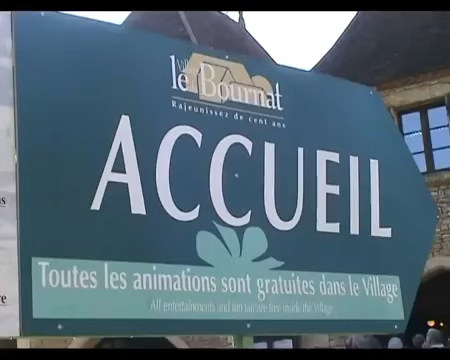 Village
le Bournat
Rajeunissez de cent ans
ACCUEIL
Toutes les animations sont gratuites dans le Village
All entertainments and fun fair are free inside the Village